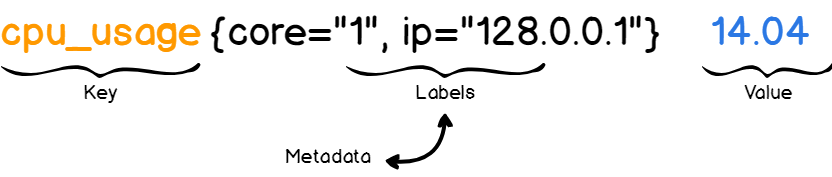 cpu_usage {core="1", ip="128.0.0.1"} 14.04
Key Labels Value
Metadata